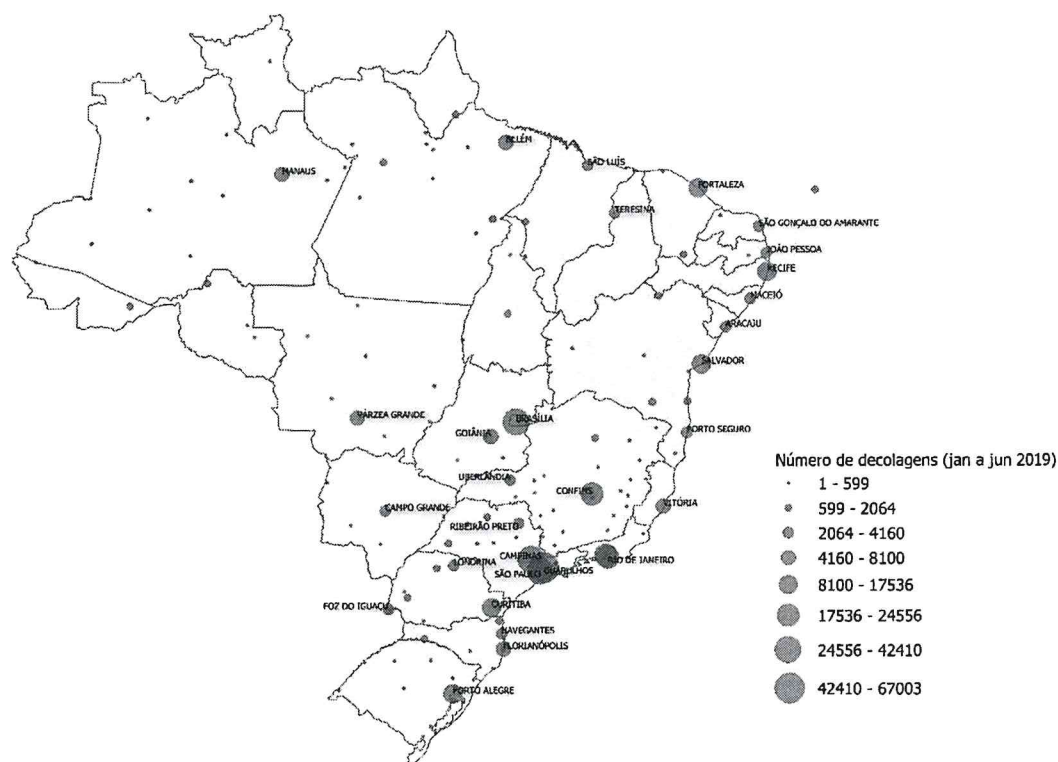 BELÉM
SÃO LUÍS
MANAUS
FORTALEZA
TERESINA
SÃO GONÇALO DO AMARANTE
JOÃO PESSOA
RECIFE
MACEIÓ
ARACAJU
SALVADOR
VÁRZEA GRANDE
BRASÍLIA
GOIÂNIA
PORTO SEGURO
UBERLÂNDIA
CONFINS
VITÓRIA
CAMPO GRANDE
RIBEIRÃO PRETO
CAMPINAS
RIO DE JANEIRO
LONDRINA
SÃO PAULO
GUARULHOS
FOZ DO IGUAÇU
CURITIBA
NAVEGANTES
FLORIANÓPOLIS
PORTO ALEGRE
Número de decolagens (jan a jun 2019)
1 - 599
599 - 2064
2064 - 4160
4160 - 8100
8100 - 17536
17536 - 24556
24556 - 42410
42410 - 67003